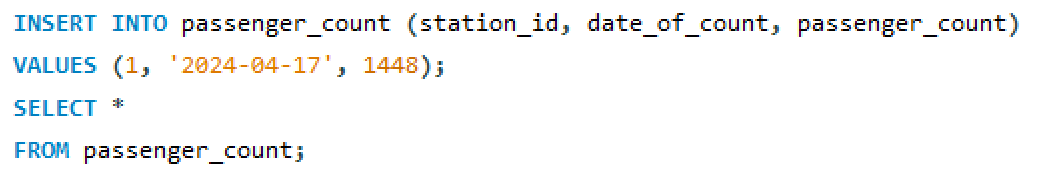 INSERT INTO passenger_count (station_id, date_of_count, passenger_count)
VALUES (1, '2024-04-17', 1448);
SELECT *
FROM passenger_count;